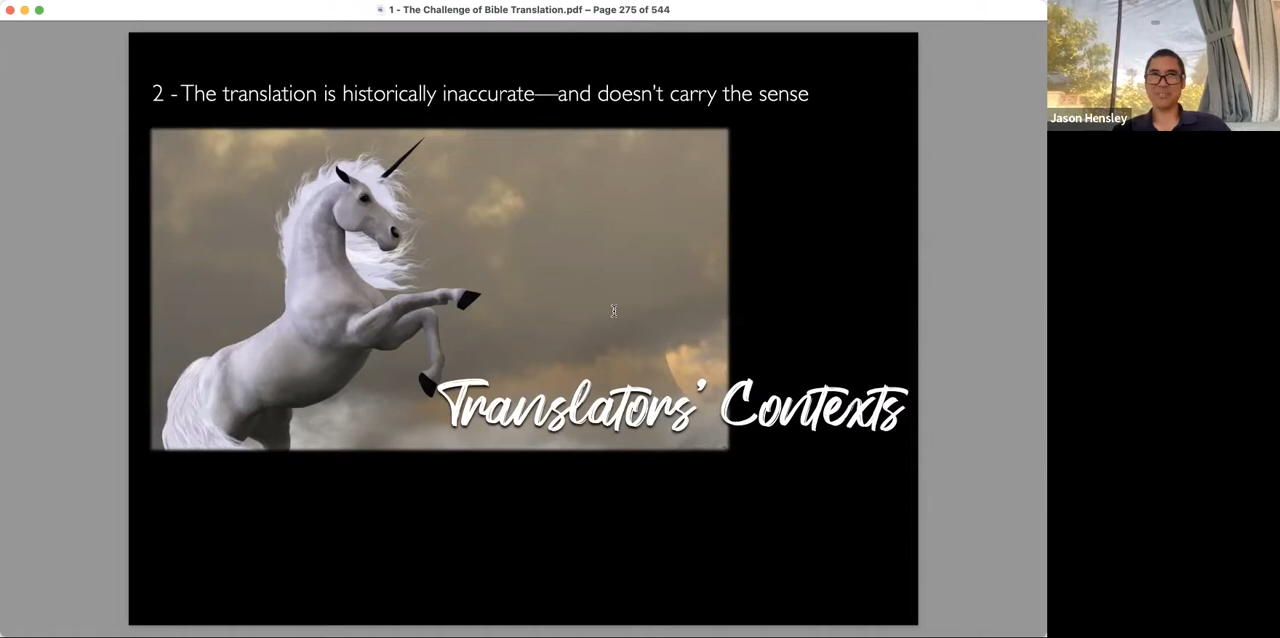 1 - The Challenge of Bible Translation.pdf – Page 275 of 544
Jason Hensley
2 - The translation is historically inaccurate—and doesn't carry the sense
Translators' Contexts